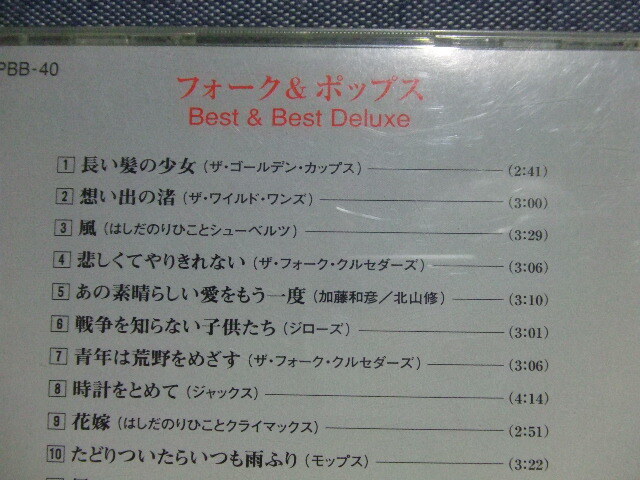 PBB-40
フォーク& ポップス
Best & Best Deluxe
1 長い髪の少女 (ザ・ゴールデン・カップス) (2:41)
2 想い出の渚 (ザ・ワイルド・ワンズ) (3:00)
3 風 (はしだのりひことシューベルツ) (3:29)
4 悲しくてやりきれない (ザ・フォーク・クルセダーズ) (3:06)
5 あの素晴らしい愛をもう一度 (加藤和彦/北山修) (3:10)
6 戦争を知らない子供たち (ジローズ) (3:01)
7 青年は荒野をめざす (ザ・フォーク・クルセダーズ) (3:06)
8 時計をとめて (ジャックス) (4:14)
9 花嫁 (はしだのりひことクライマックス) (2:51)
10 たどりついたらいつも雨ふり (モップス) (3:22)